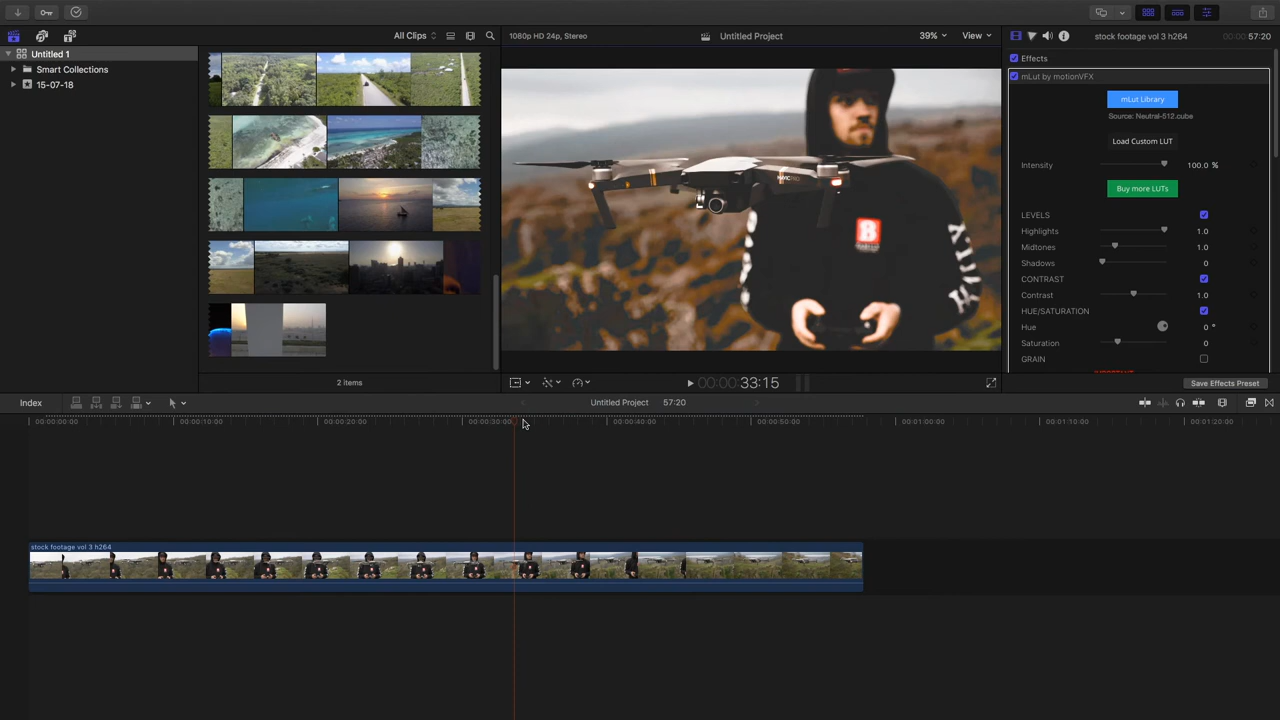 All Clips
1080p HD 24p, Stereo
Untitled Project
39%
View
stock footage vol 3 h264
00:00 57:20
Untitled 1
Smart Collections
15-07-18
Effects
mLut by motionVFX
mLut Library
Source: Neutral-512.cube
Load Custom LUT
Intensity 100.0 %
Buy more LUTs
LEVELS
Highlights 1.0
Midtones 1.0
Shadows 0
CONTRAST
Contrast 1.0
HUE/SATURATION
Hue 0 °
Saturation 0
GRAIN
2 items
00:00:00:33:15
Save Effects Preset
Index
Untitled Project 57:20
00:00:00:00
00:00:10:00
00:00:20:00
00:00:30:00
00:00:40:00
00:00:50:00
00:01:00:00
00:01:10:00
00:01:20:00
stock footage vol 3 h264